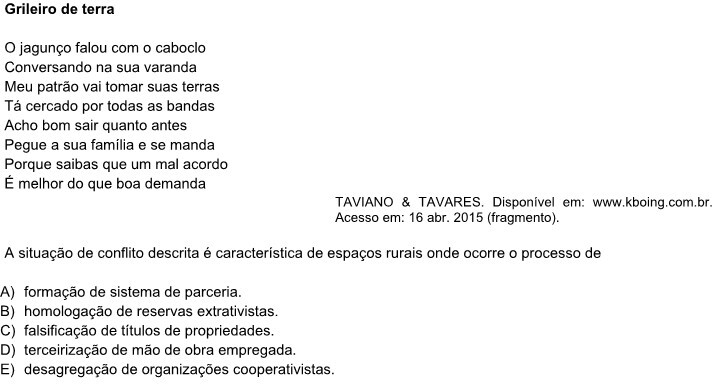 Grileiro de terra
O jagunço falou com o caboclo
Conversando na sua varanda
Meu patrão vai tomar suas terras
Tá cercado por todas as bandas
Acho bom sair quanto antes
Pegue a sua família e se manda
Porque saibas que um mal acordo
É melhor do que boa demanda
TAVIANO & TAVARES. Disponível em: www.kboing.com.br.
Acesso em: 16 abr. 2015 (fragmento).
A situação de conflito descrita é característica de espaços rurais onde ocorre o processo de
A) formação de sistema de parceria.
B) homologação de reservas extrativistas.
C) falsificação de títulos de propriedades.
D) terceirização de mão de obra empregada.
E) desagregação de organizações cooperativistas.